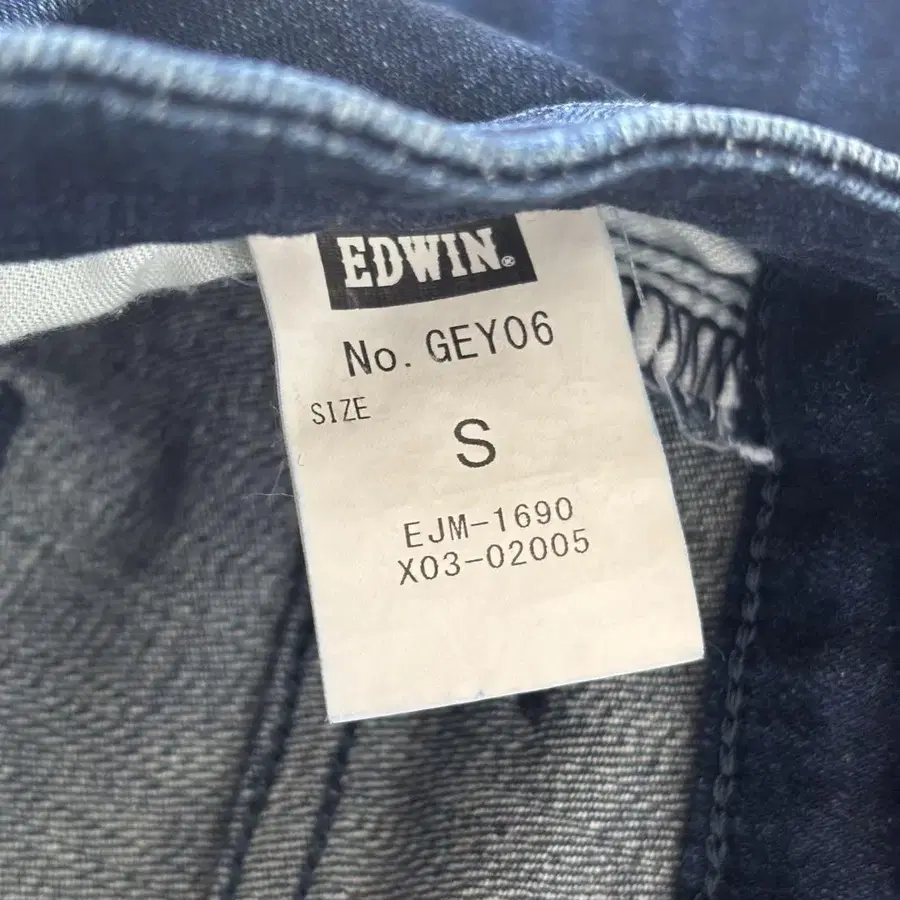 EDWIN®
No. GEY06
SIZE
S
EJM-1690
X03-02005